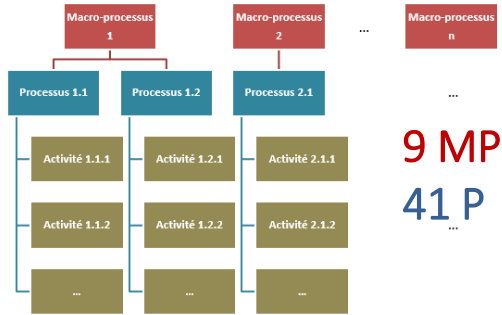 Macro-processus
1
Macro-processus
2
...
Macro-processus
n
Processus 1.1
Processus 1.2
Processus 2.1
...
Activité 1.1.1
Activité 1.2.1
Activité 2.1.1
9 MP
Activité 1.1.2
Activité 1.2.2
Activité 2.1.2
41 P
...
...
...
...